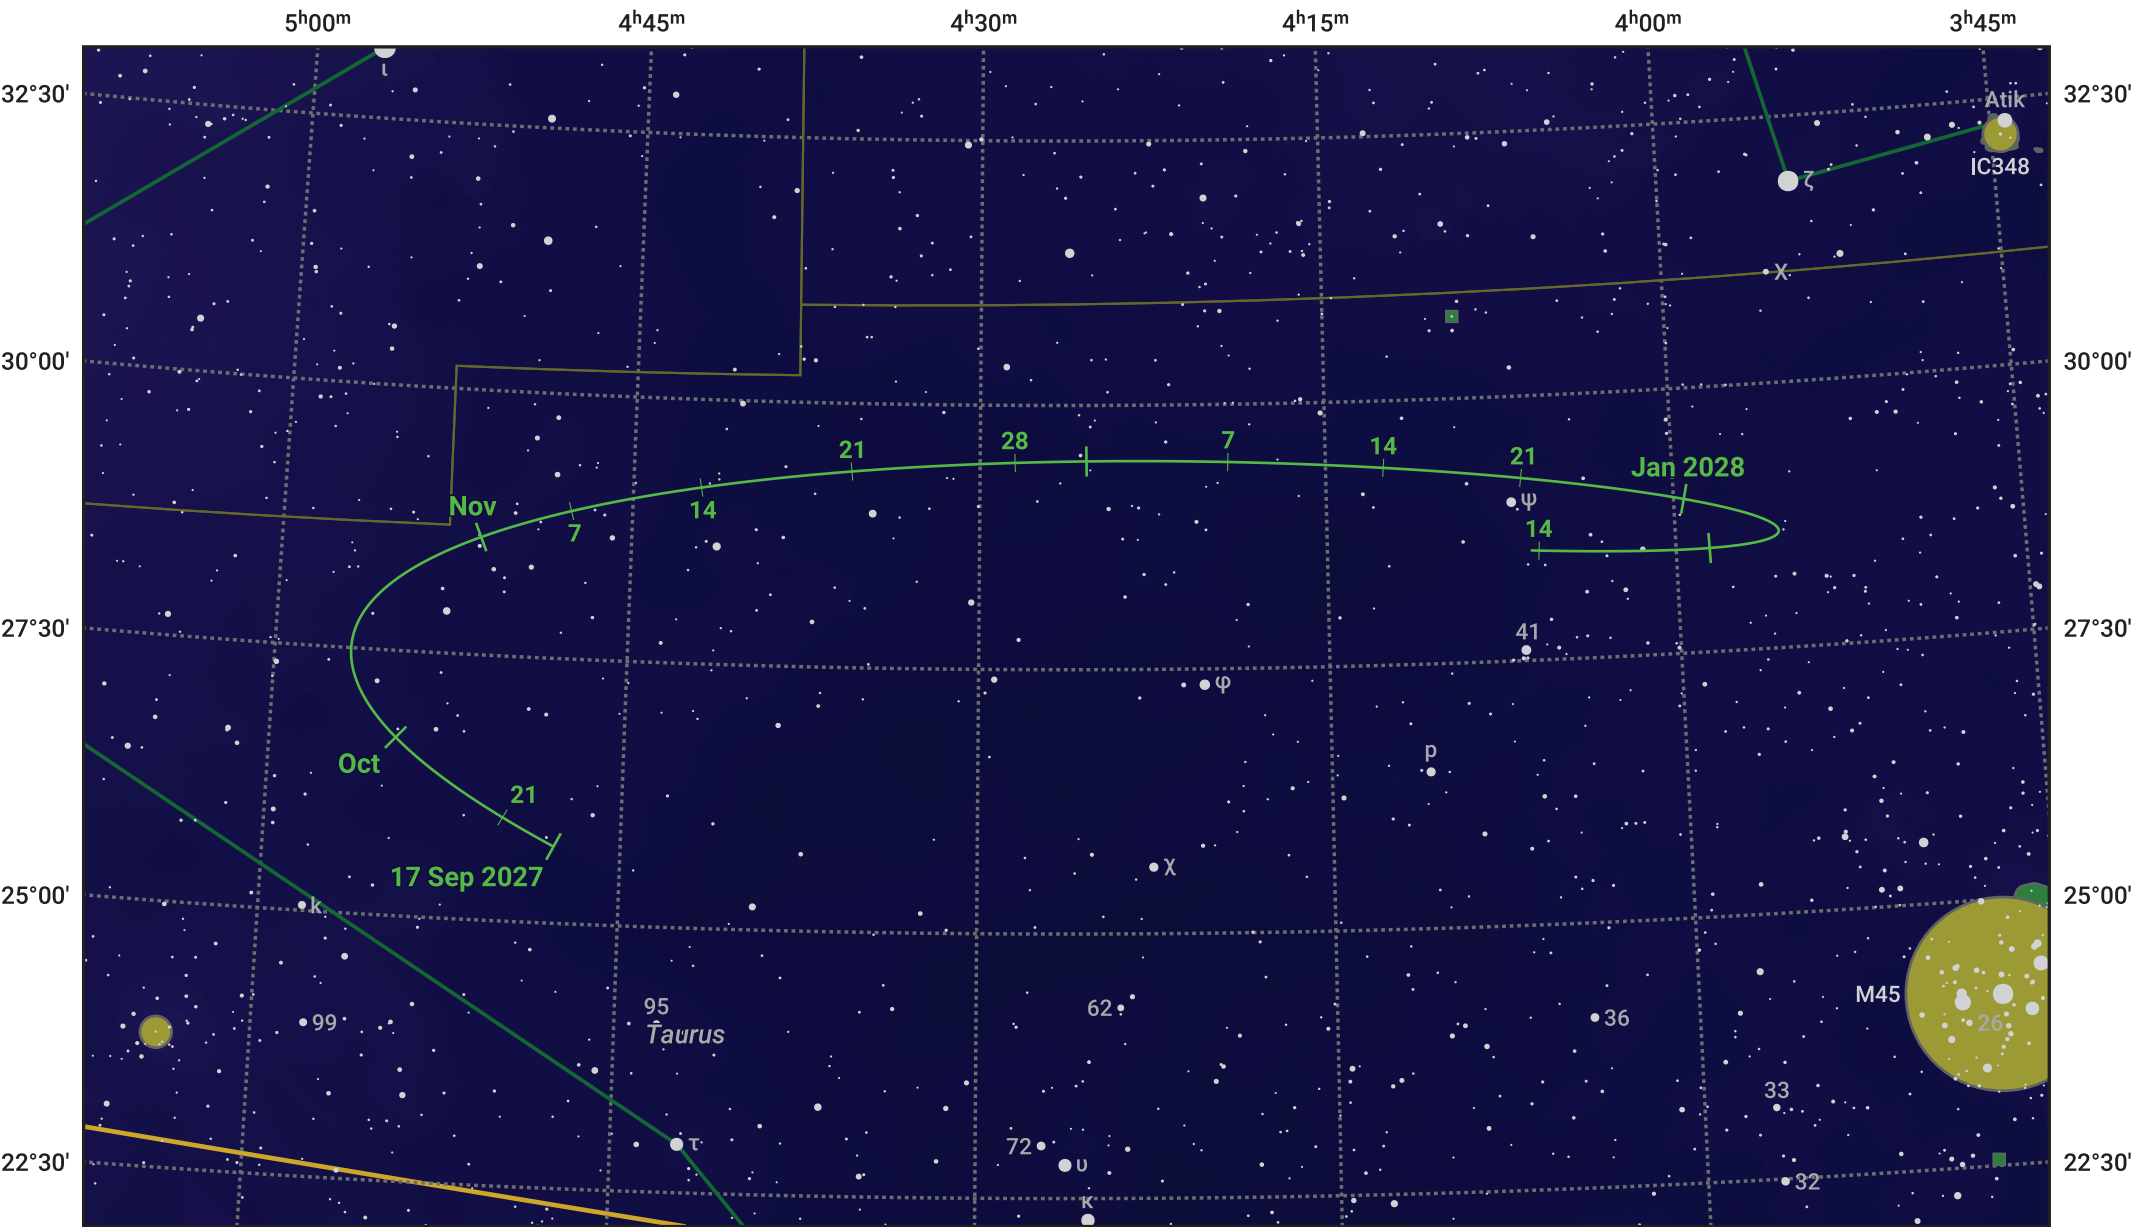 5ʰ00ᵐ 4ʰ45ᵐ 4ʰ30ᵐ 4ʰ15ᵐ 4ʰ00ᵐ 3ʰ45ᵐ
ι
32°30' 32°30'
Atik
IC348
ζ
X
30°00' 30°00'
7
28 14
21 21
Jan 2028
ψ
Nov
14
7 14
27°30' 27°30'
41
φ
p
Oct
21
χ
17 Sep 2027
25°00' 25°00'
k
M45
95
62
99 36 26
Taurus
33
72 τ
υ
22°30' 22°30'
32
κ